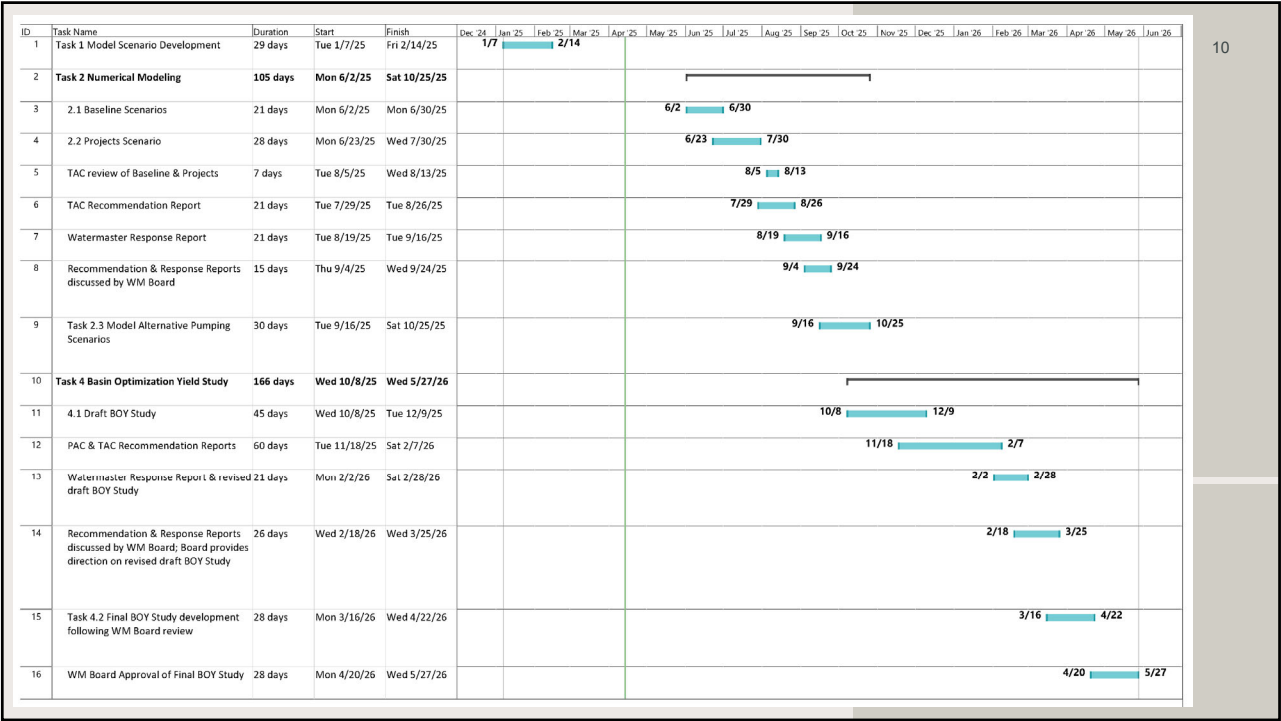 10
ID Task Name Duration Start Finish Dec '24 Jan '25 Feb '25 Mar '25 Apr '25 May '25 Jun '25 Jul '25 Aug '25 Sep '25 Oct '25 Nov '25 Dec '25 Jan '26 Feb '26 Mar '26 Apr '26 May '26 Jun '26
1 Task 1 Model Scenario Development 29 days Tue 1/7/25 Fri 2/14/25 1/7 2/14
2 Task 2 Numerical Modeling 105 days Mon 6/2/25 Sat 10/25/25
3 2.1 Baseline Scenarios 21 days Mon 6/2/25 Mon 6/30/25 6/2 6/30
4 2.2 Projects Scenario 28 days Mon 6/23/25 Wed 7/30/25 6/23 7/30
5 TAC review of Baseline & Projects 7 days Tue 8/5/25 Wed 8/13/25 8/5 8/13
6 TAC Recommendation Report 21 days Tue 7/29/25 Tue 8/26/25 7/29 8/26
7 Watermaster Response Report 21 days Tue 8/19/25 Tue 9/16/25 8/19 9/16
8 Recommendation & Response Reports 15 days Thu 9/4/25 Wed 9/24/25 9/4 9/24
discussed by WM Board
9 Task 2.3 Model Alternative Pumping 30 days Tue 9/16/25 Sat 10/25/25 9/16 10/25
Scenarios
10 Task 4 Basin Optimization Yield Study 166 days Wed 10/8/25 Wed 5/27/26
11 4.1 Draft BOY Study 45 days Wed 10/8/25 Tue 12/9/25 10/8 12/9
12 PAC & TAC Recommendation Reports 60 days Tue 11/18/25 Sat 2/7/26 11/18 2/7
13 Watermaster Response Report & revised 21 days Mon 2/2/26 Sat 2/28/26 2/2 2/28
draft BOY Study
14 Recommendation & Response Reports 26 days Wed 2/18/26 Wed 3/25/26 2/18 3/25
discussed by WM Board; Board provides
direction on revised draft BOY Study
15 Task 4.2 Final BOY Study development 28 days Mon 3/16/26 Wed 4/22/26 3/16 4/22
following WM Board review
16 WM Board Approval of Final BOY Study 28 days Mon 4/20/26 Wed 5/27/26 4/20 5/27